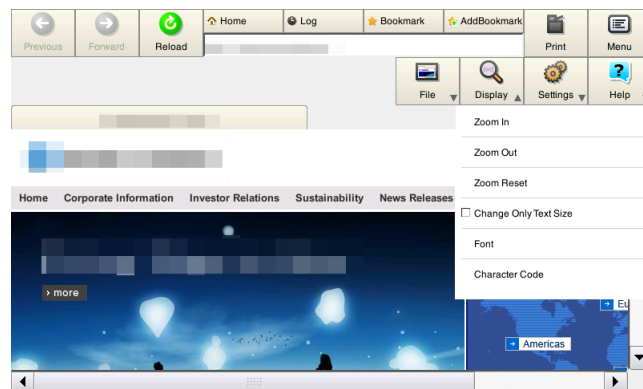 Home Log Bookmark AddBookmark
Previous Forward Reload Print Menu
File Display Settings Help
Zoom In
Zoom Out
Zoom Reset
Home Corporate Information Investor Relations Sustainability News Releases
Change Only Text Size
Font
Character Code
› more
Eu
Americas